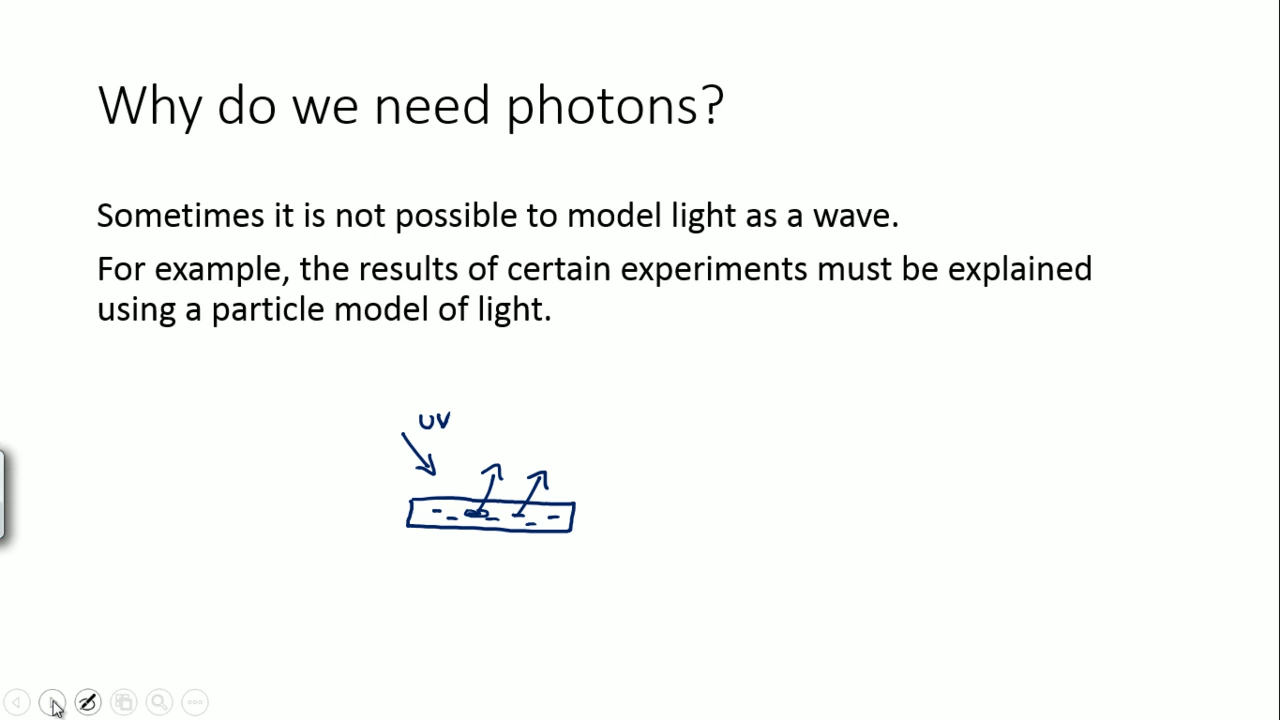 Why do we need photons?
Sometimes it is not possible to model light as a wave.
For example, the results of certain experiments must be explained
using a particle model of light.
UV